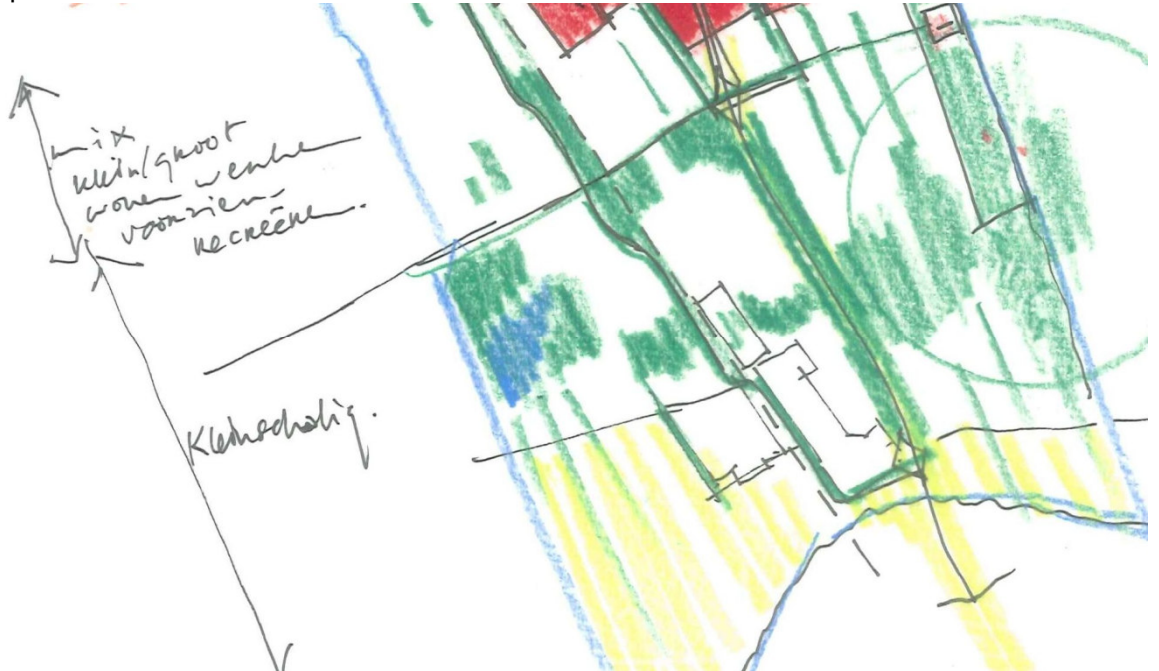 mix
klein/groot
wonen werken
voorzien-
recreëren.
Kleinschalig.